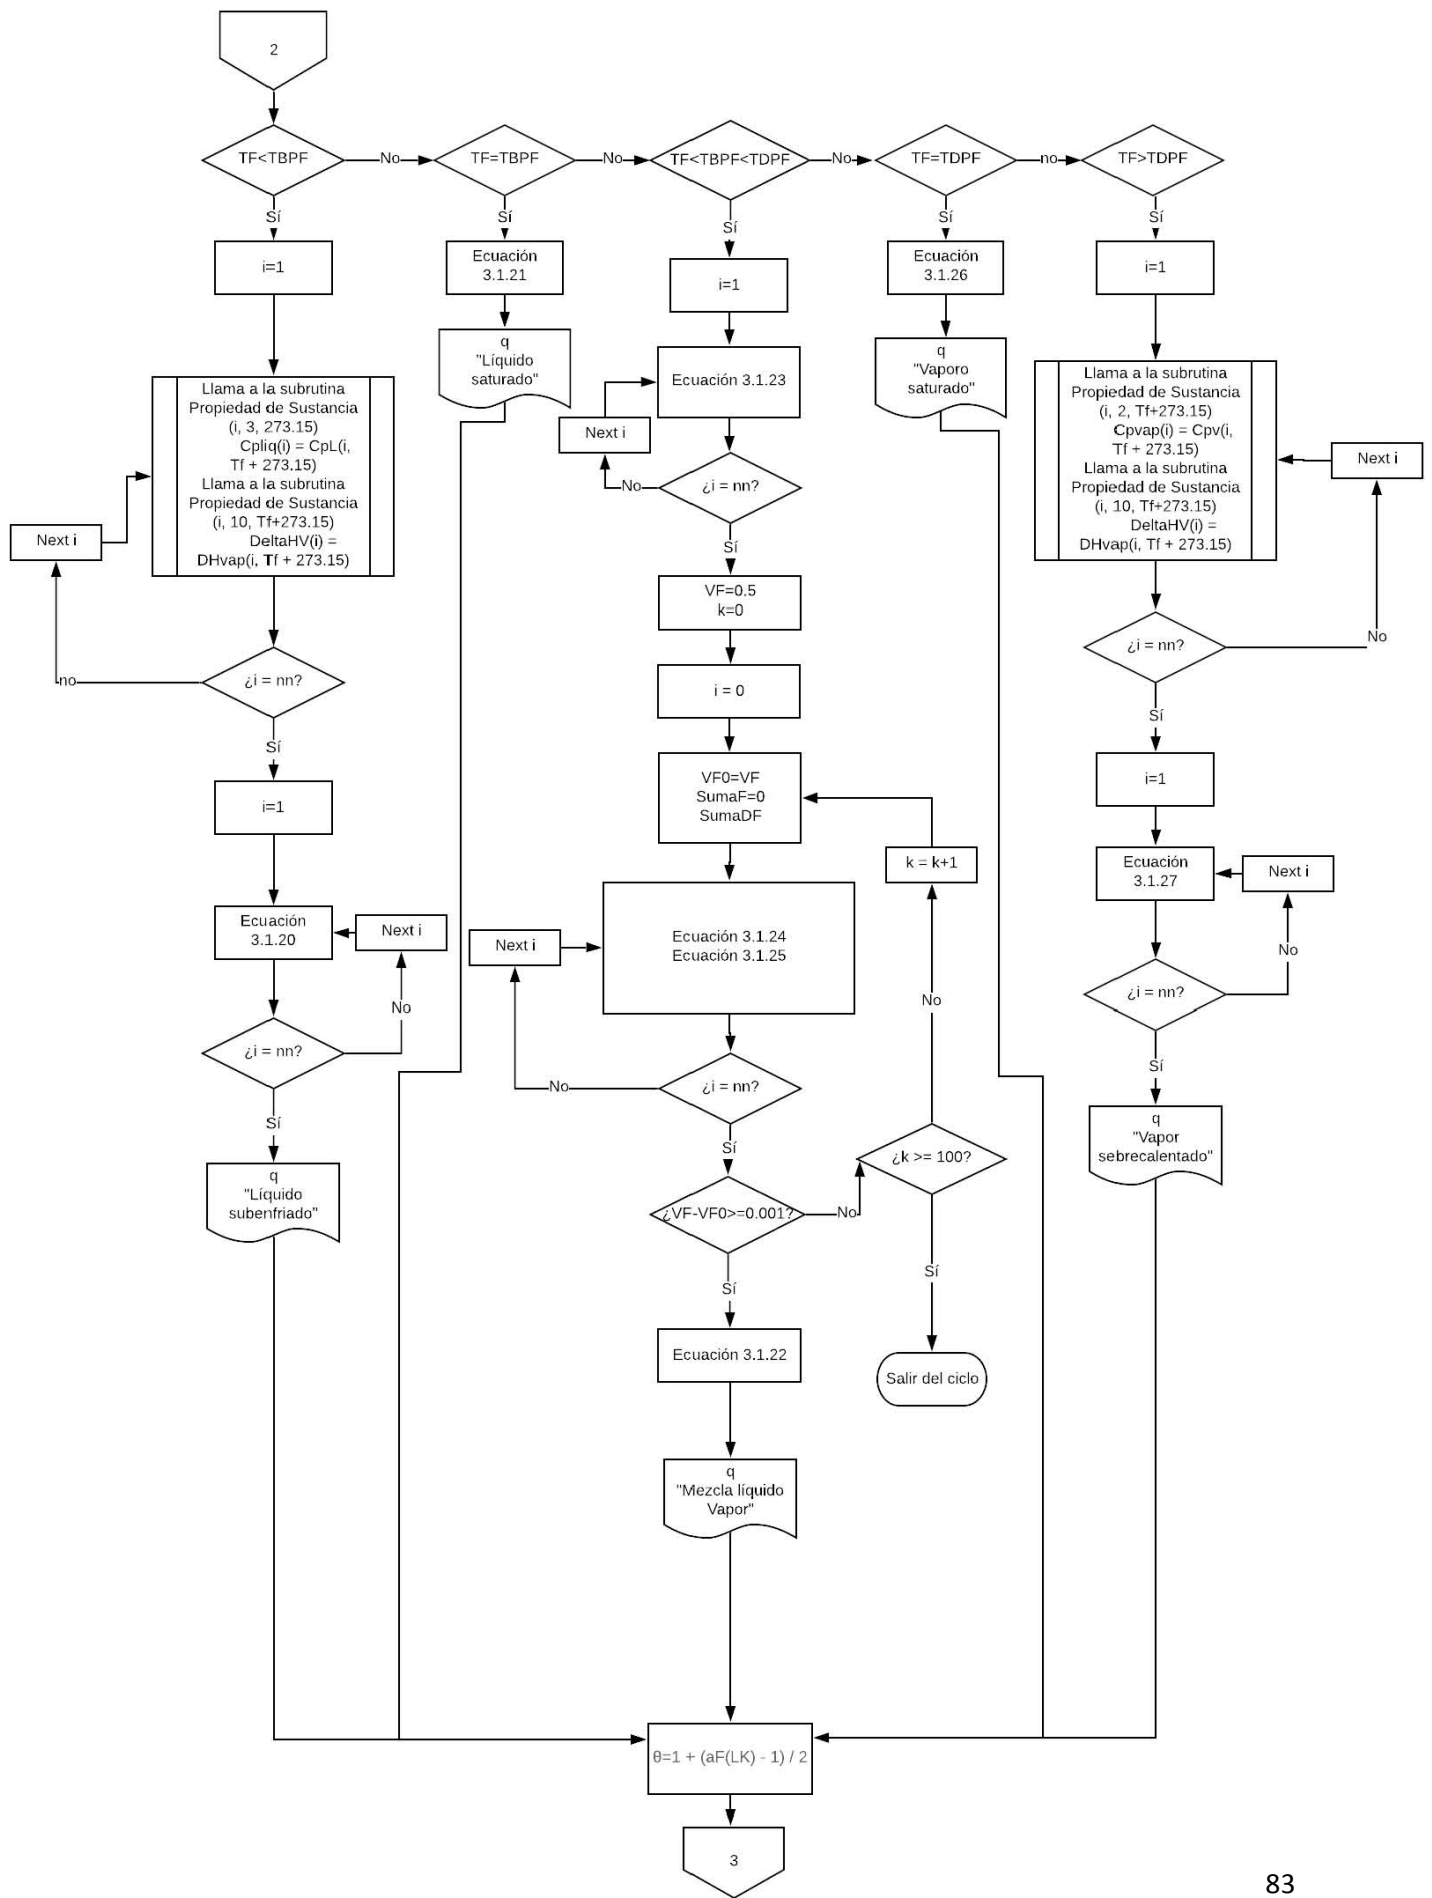 2
TF<TBPF
No
TF=TBPF
No
TF<TBPF<TDPF
No
TF=TDPF
no
TF>TDPF
Sí
i=1
Llama a la subrutina
Propiedad de Sustancia
(i, 3, 273.15)
Cpliq(i) = CpL(i,
Tf + 273.15)
Llama a la subrutina
Propiedad de Sustancia
(i, 10, Tf+273.15)
DeltaHV(i) =
DHvap(i, Tf + 273.15)
Next i
no
¿i = nn?
Sí
i=1
Ecuación
3.1.20
Next i
No
¿i = nn?
Sí
q
"Líquido
subenfriado"
Sí
Ecuación
3.1.21
q
"Líquido
saturado"
Sí
i=1
Ecuación 3.1.23
Next i
No
¿i = nn?
Sí
VF=0.5
k=0
i = 0
VF0=VF
SumaF=0
SumaDF
k = k+1
Ecuación 3.1.24
Ecuación 3.1.25
Next i
No
No
¿i = nn?
Sí
¿k >= 100?
¿VF-VF0>=0.001?
No
Sí
Sí
Ecuación 3.1.22
Salir del ciclo
q
"Mezcla líquido
Vapor"
Sí
Ecuación
3.1.26
q
"Vaporo
saturado"
Sí
i=1
Llama a la subrutina
Propiedad de Sustancia
(i, 2, Tf+273.15)
Cpvap(i) = Cpv(i,
Tf + 273.15)
Llama a la subrutina
Propiedad de Sustancia
(i, 10, Tf+273.15)
DeltaHV(i) =
DHvap(i, Tf + 273.15)
Next i
No
¿i = nn?
Sí
i=1
Ecuación
3.1.27
Next i
No
¿i = nn?
Sí
q
"Vapor
sebrecalentado"
θ=1 + (aF(LK) - 1) / 2
3
83